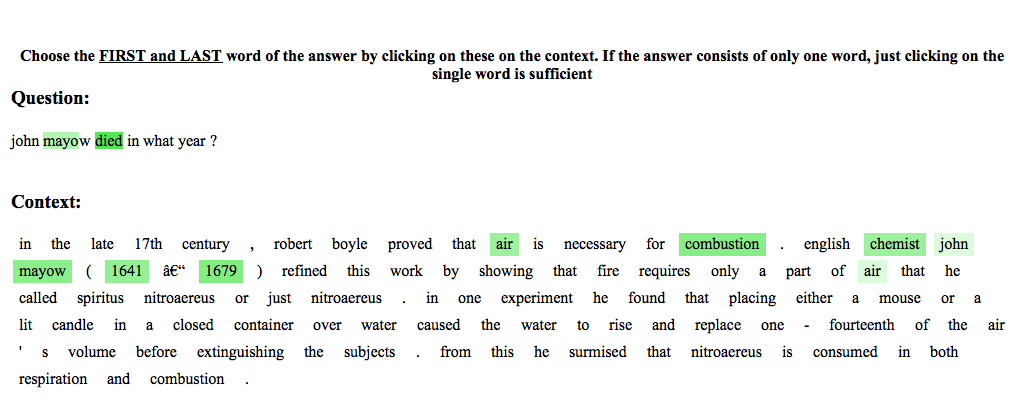 Choose the FIRST and LAST word of the answer by clicking on these on the context. If the answer consists of only one word, just clicking on the
single word is sufficient
Question:
john mayow died in what year ?
Context:
in the late 17th century , robert boyle proved that air is necessary for combustion . english chemist john
mayow ( 1641 â€“ 1679 ) refined this work by showing that fire requires only a part of air that he
called spiritus nitroaereus or just nitroaereus . in one experiment he found that placing either a mouse or a
lit candle in a closed container over water caused the water to rise and replace one - fourteenth of the air
' s volume before extinguishing the subjects . from this he surmised that nitroaereus is consumed in both
respiration and combustion .